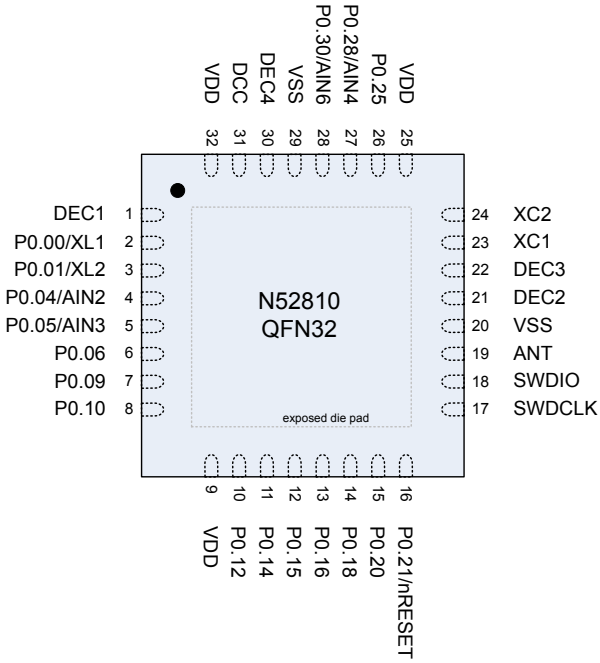 VDD
DCC
DEC4
VSS
P0.30/AIN6
P0.28/AIN4
P0.25
VDD
32
31
30
29
28
27
26
25
DEC1 1
P0.00/XL1 2
P0.01/XL2 3
P0.04/AIN2 4
P0.05/AIN3 5
P0.06 6
P0.09 7
P0.10 8
N52810
QFN32
exposed die pad
24 XC2
23 XC1
22 DEC3
21 DEC2
20 VSS
19 ANT
18 SWDIO
17 SWDCLK
9
10
11
12
13
14
15
16
VDD
P0.12
P0.14
P0.15
P0.16
P0.18
P0.20
P0.21/nRESET